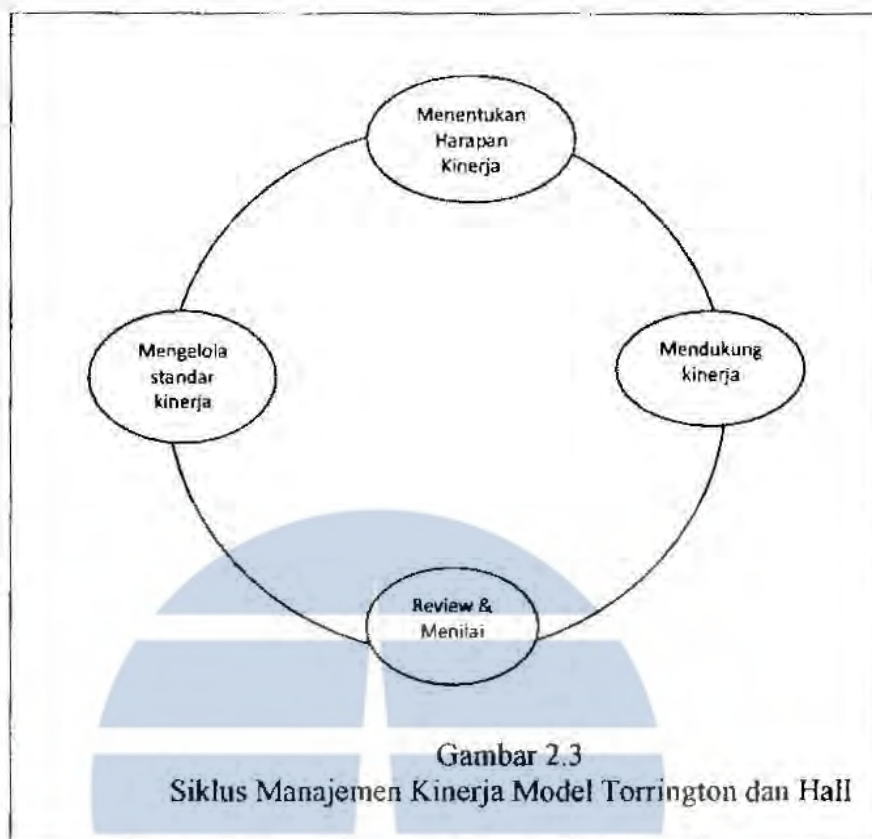 Menentukan
Harapan
Kinerja
Mengelola
standar
kinerja
Mendukung
kinerja
Review &
Menilai
Gambar 2.3
Siklus Manajemen Kinerja Model Torrington dan Hall